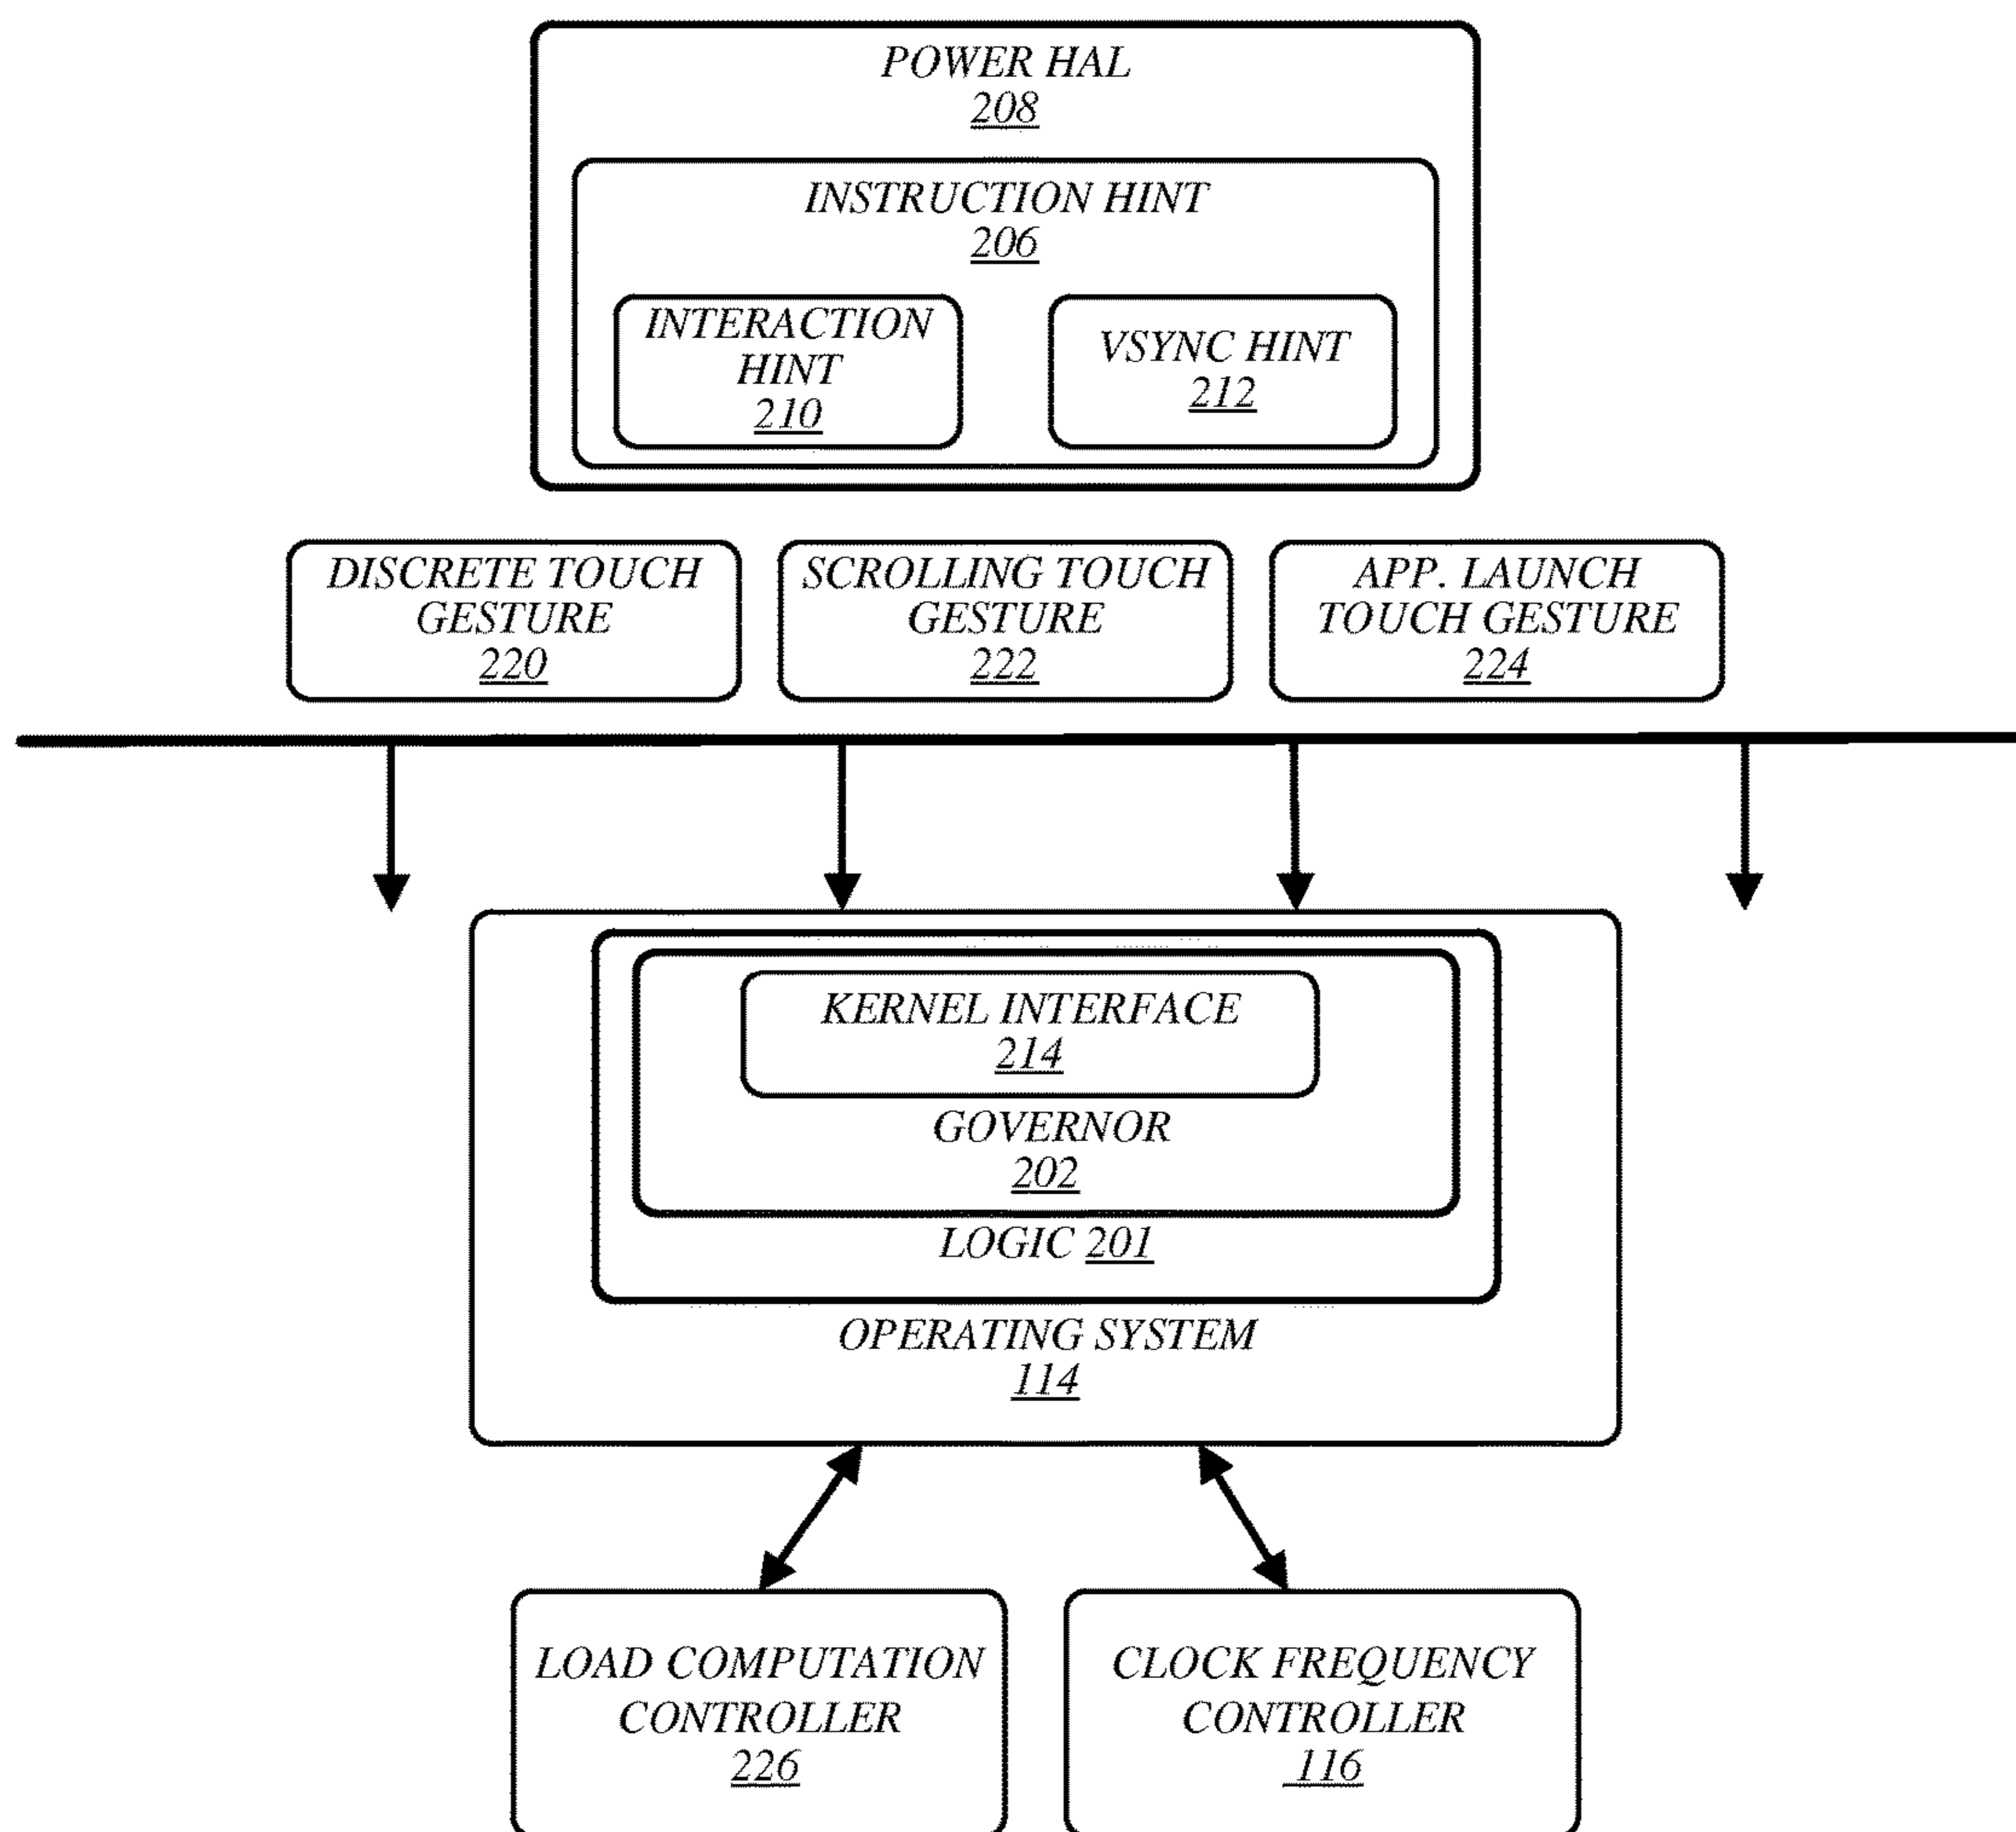 POWER HAL
208
INSTRUCTION HINT
206
INTERACTION
HINT
210
VSYNC HINT
212
DISCRETE TOUCH
GESTURE
220
SCROLLING TOUCH
GESTURE
222
APP. LAUNCH
TOUCH GESTURE
224
KERNEL INTERFACE
214
GOVERNOR
202
LOGIC 201
OPERATING SYSTEM
114
LOAD COMPUTATION
CONTROLLER
226
CLOCK FREQUENCY
CONTROLLER
116